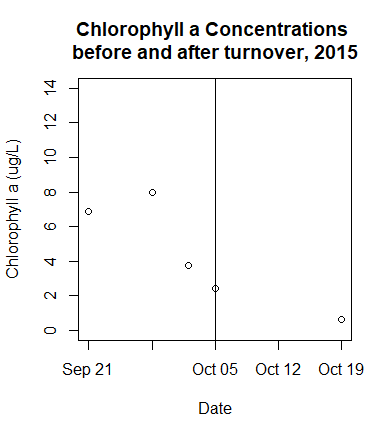 Chlorophyll a Concentrations
before and after turnover, 2015
Chlorophyll a (ug/L)
14
12
10
8
6
4
2
0
Sep 21
Oct 05
Oct 12
Oct 19
Date